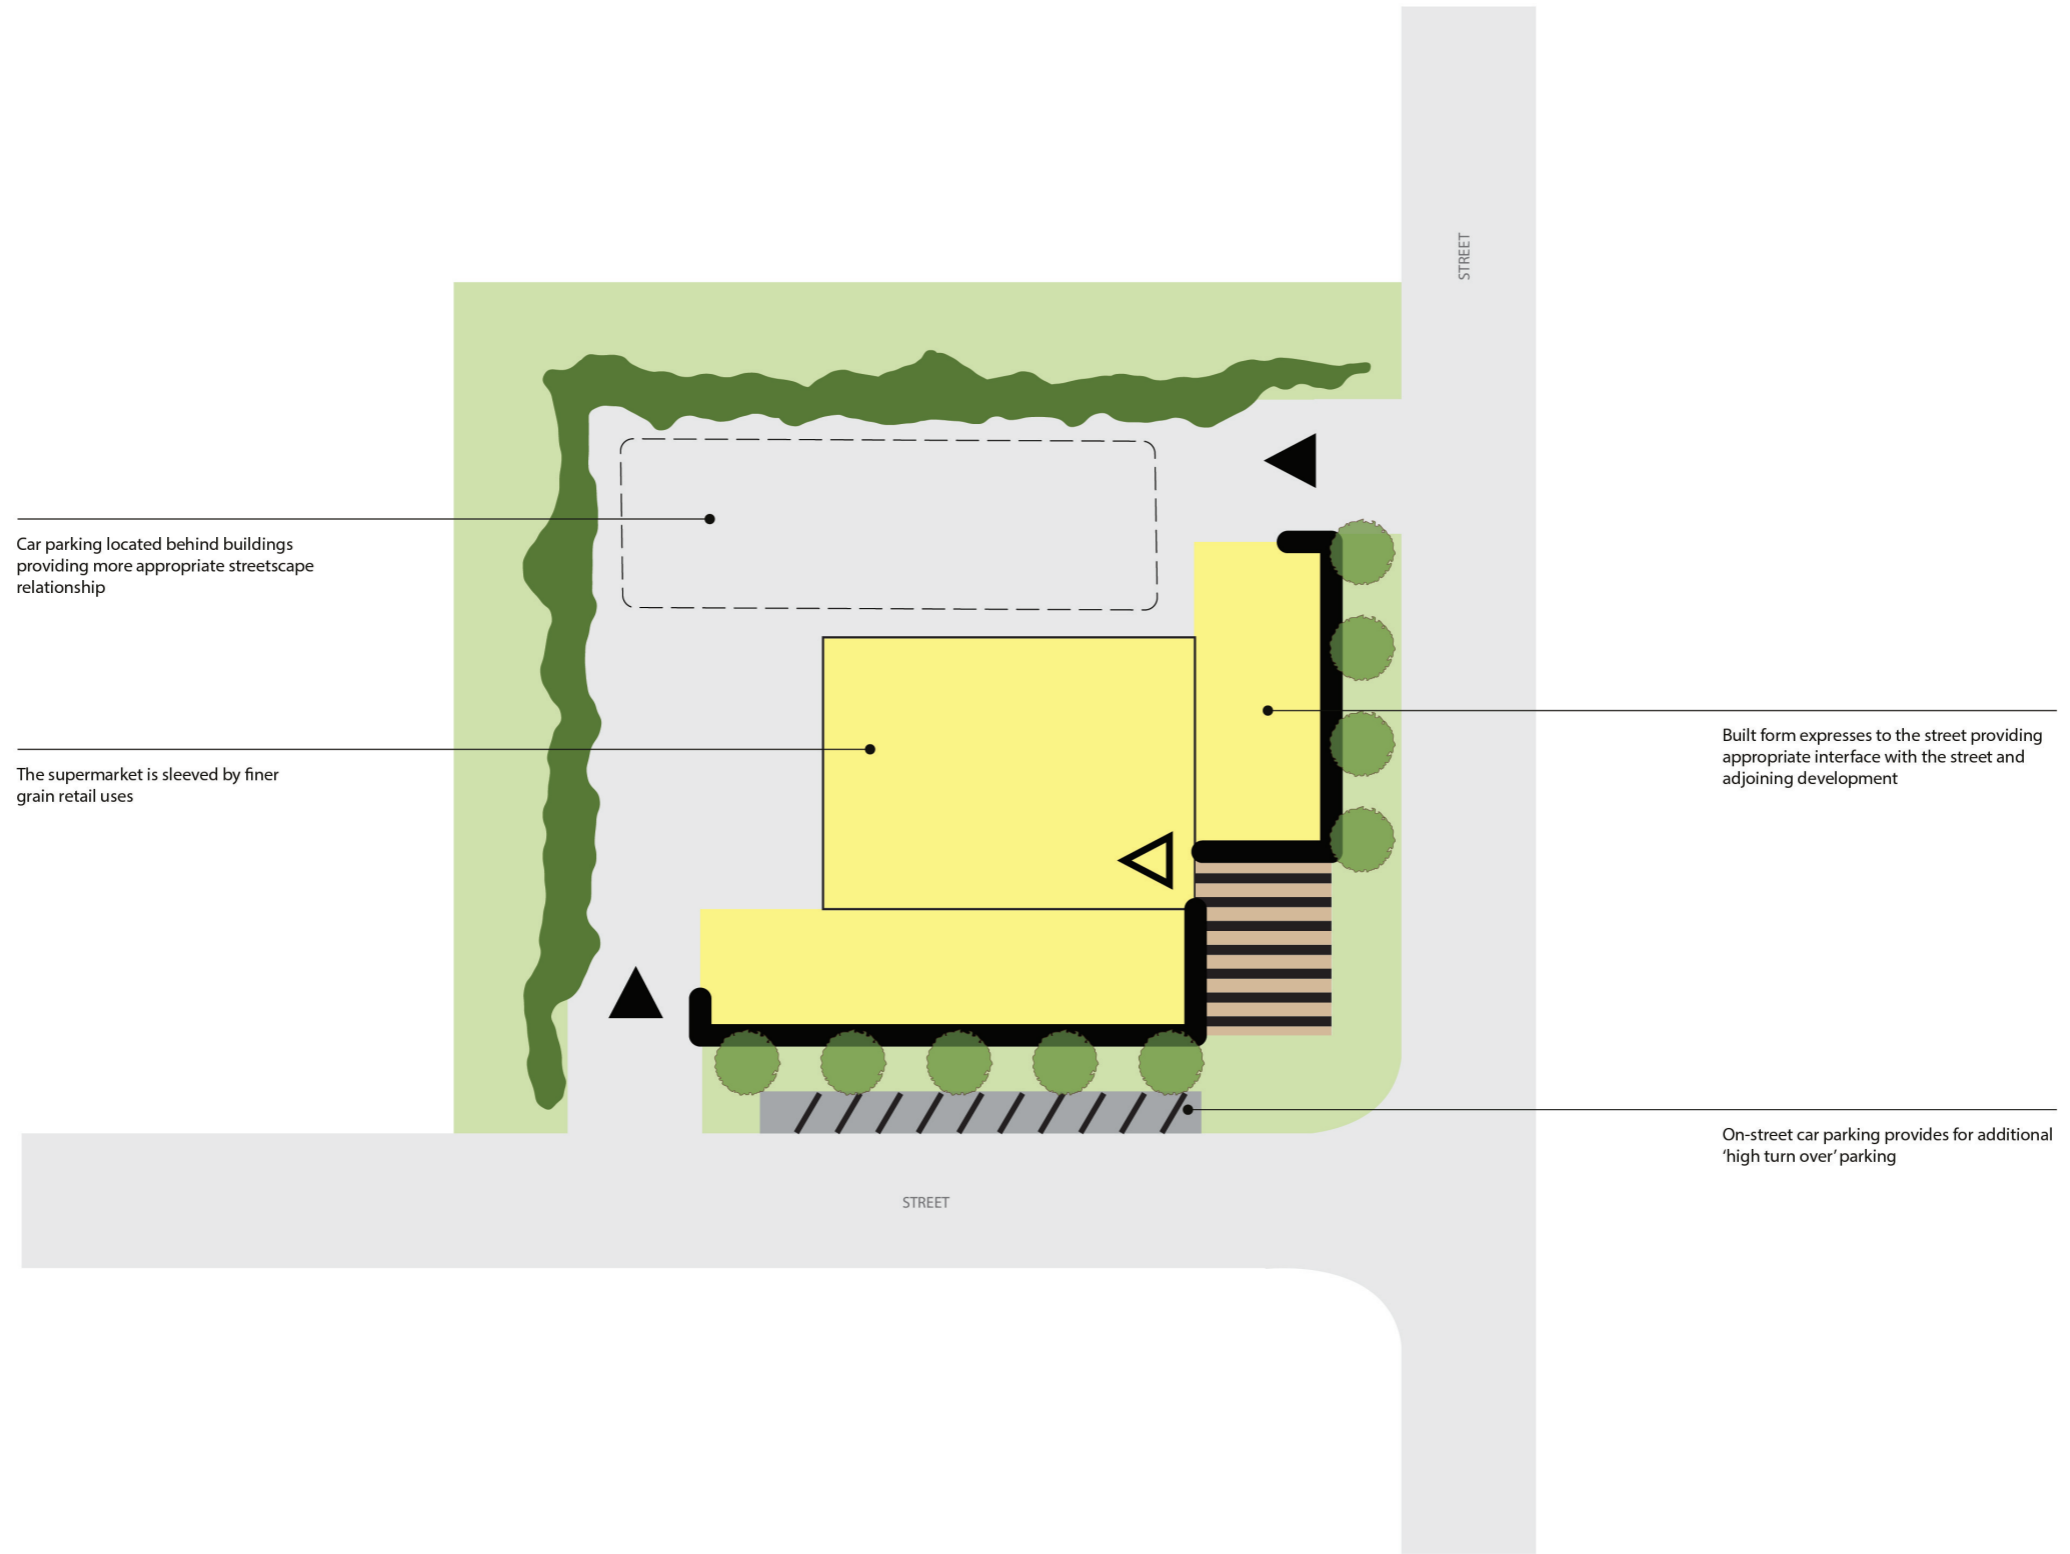 STREET
Car parking located behind buildings
providing more appropriate streetscape
relationship
Built form expresses to the street providing
appropriate interface with the street and
adjoining development
The supermarket is sleeved by finer
grain retail uses
On-street car parking provides for additional
‘high turn over’ parking
STREET